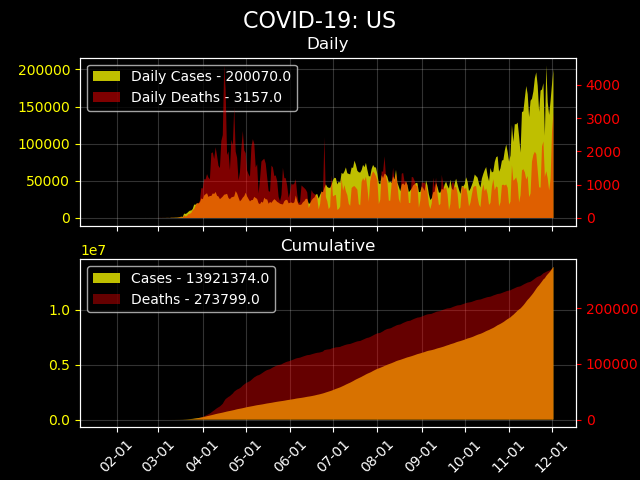 COVID-19: US
Daily
Daily Cases - 200070.0
Daily Deaths - 3157.0
200000
150000
100000
50000
0
4000
3000
2000
1000
0
Cumulative
1e7
Cases - 13921374.0
Deaths - 273799.0
1.0
0.5
0.0
200000
100000
0
02-01 03-01 04-01 05-01 06-01 07-01 08-01 09-01 10-01 11-01 12-01